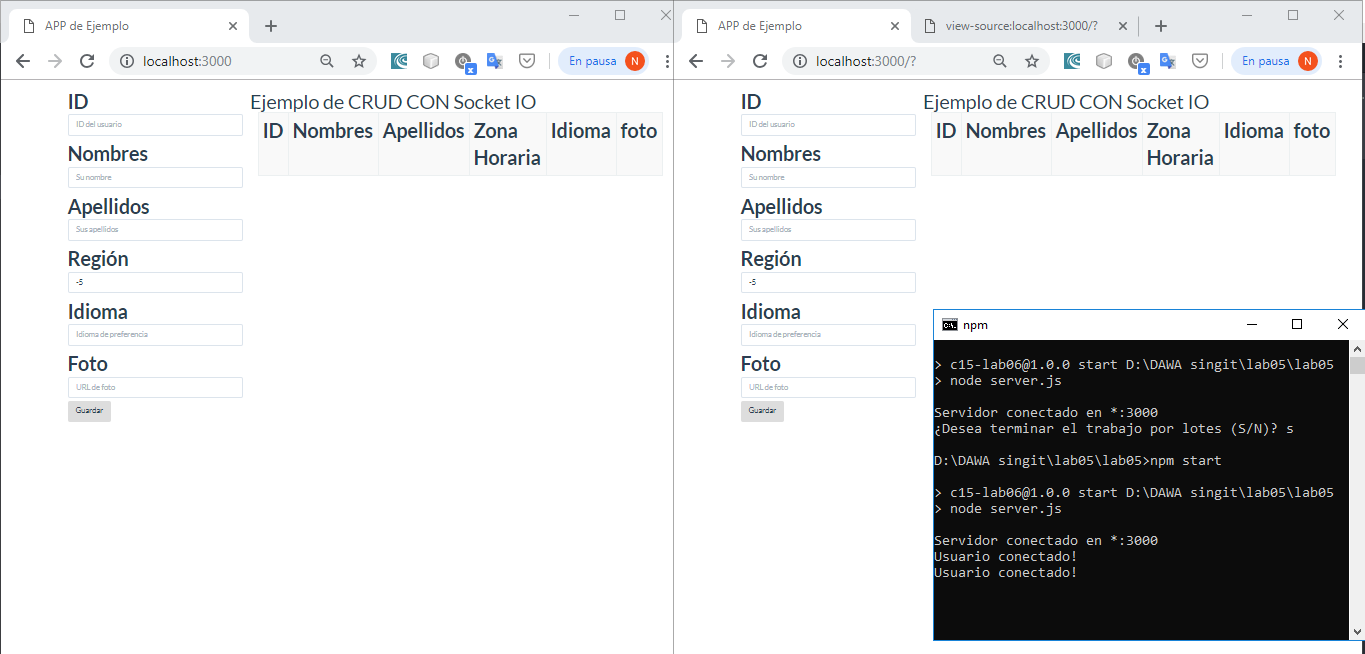 APP de Ejemplo
localhost:3000
En pausa
N
ID
ID del usuario
Nombres
Su nombre
Apellidos
Sus apellidos
Región
-5
Idioma
Idioma de preferencia
Foto
URL de foto
Guardar
Ejemplo de CRUD CON Socket IO
ID Nombres Apellidos Zona Idioma foto
Horaria
APP de Ejemplo
view-source:localhost:3000/?
localhost:3000/?
En pausa
N
ID
ID del usuario
Nombres
Su nombre
Apellidos
Sus apellidos
Región
-5
Idioma
Idioma de preferencia
Foto
URL de foto
Guardar
Ejemplo de CRUD CON Socket IO
ID Nombres Apellidos Zona Idioma foto
Horaria
npm
> c15-lab06@1.0.0 start D:\DAWA singit\lab05\lab05
> node server.js
Servidor conectado en *:3000
¿Desea terminar el trabajo por lotes (S/N)? s
D:\DAWA singit\lab05\lab05>npm start
> c15-lab06@1.0.0 start D:\DAWA singit\lab05\lab05
> node server.js
Servidor conectado en *:3000
Usuario conectado!
Usuario conectado!